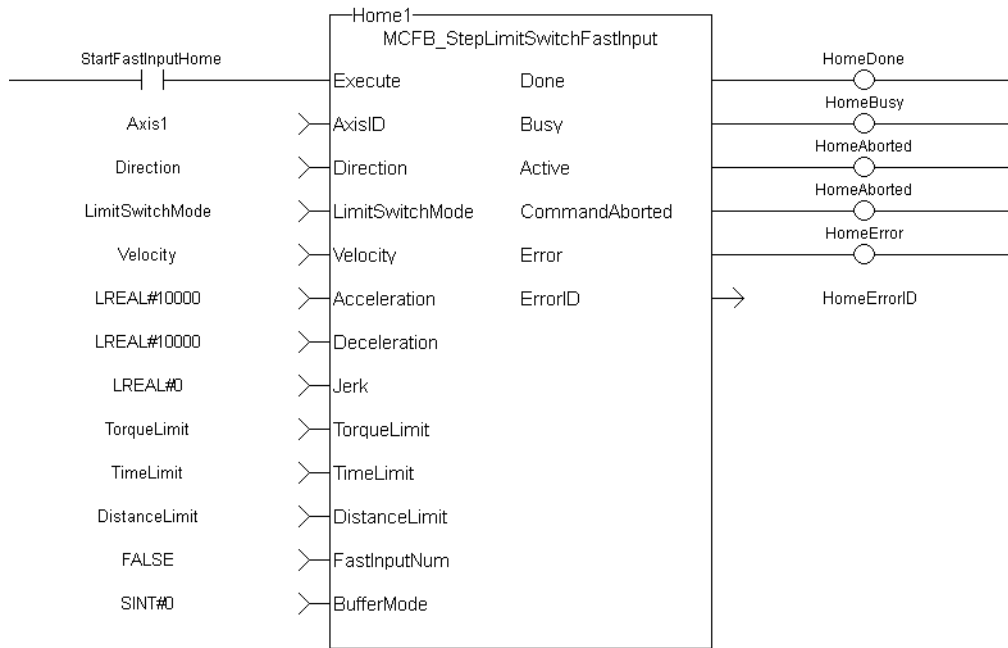 Home1
MCFB_StepLimitSwitchFastInput
StartFastInputHome Execute Done HomeDone
Axis1 AxisID Busy HomeBusy
Direction Direction Active HomeAborted
LimitSwitchMode LimitSwitchMode CommandAborted HomeAborted
Velocity Velocity Error HomeError
LREAL#10000 Acceleration ErrorID HomeErrorID
LREAL#10000 Deceleration
LREAL#0 Jerk
TorqueLimit TorqueLimit
TimeLimit TimeLimit
DistanceLimit DistanceLimit
FALSE FastInputNum
SINT#0 BufferMode